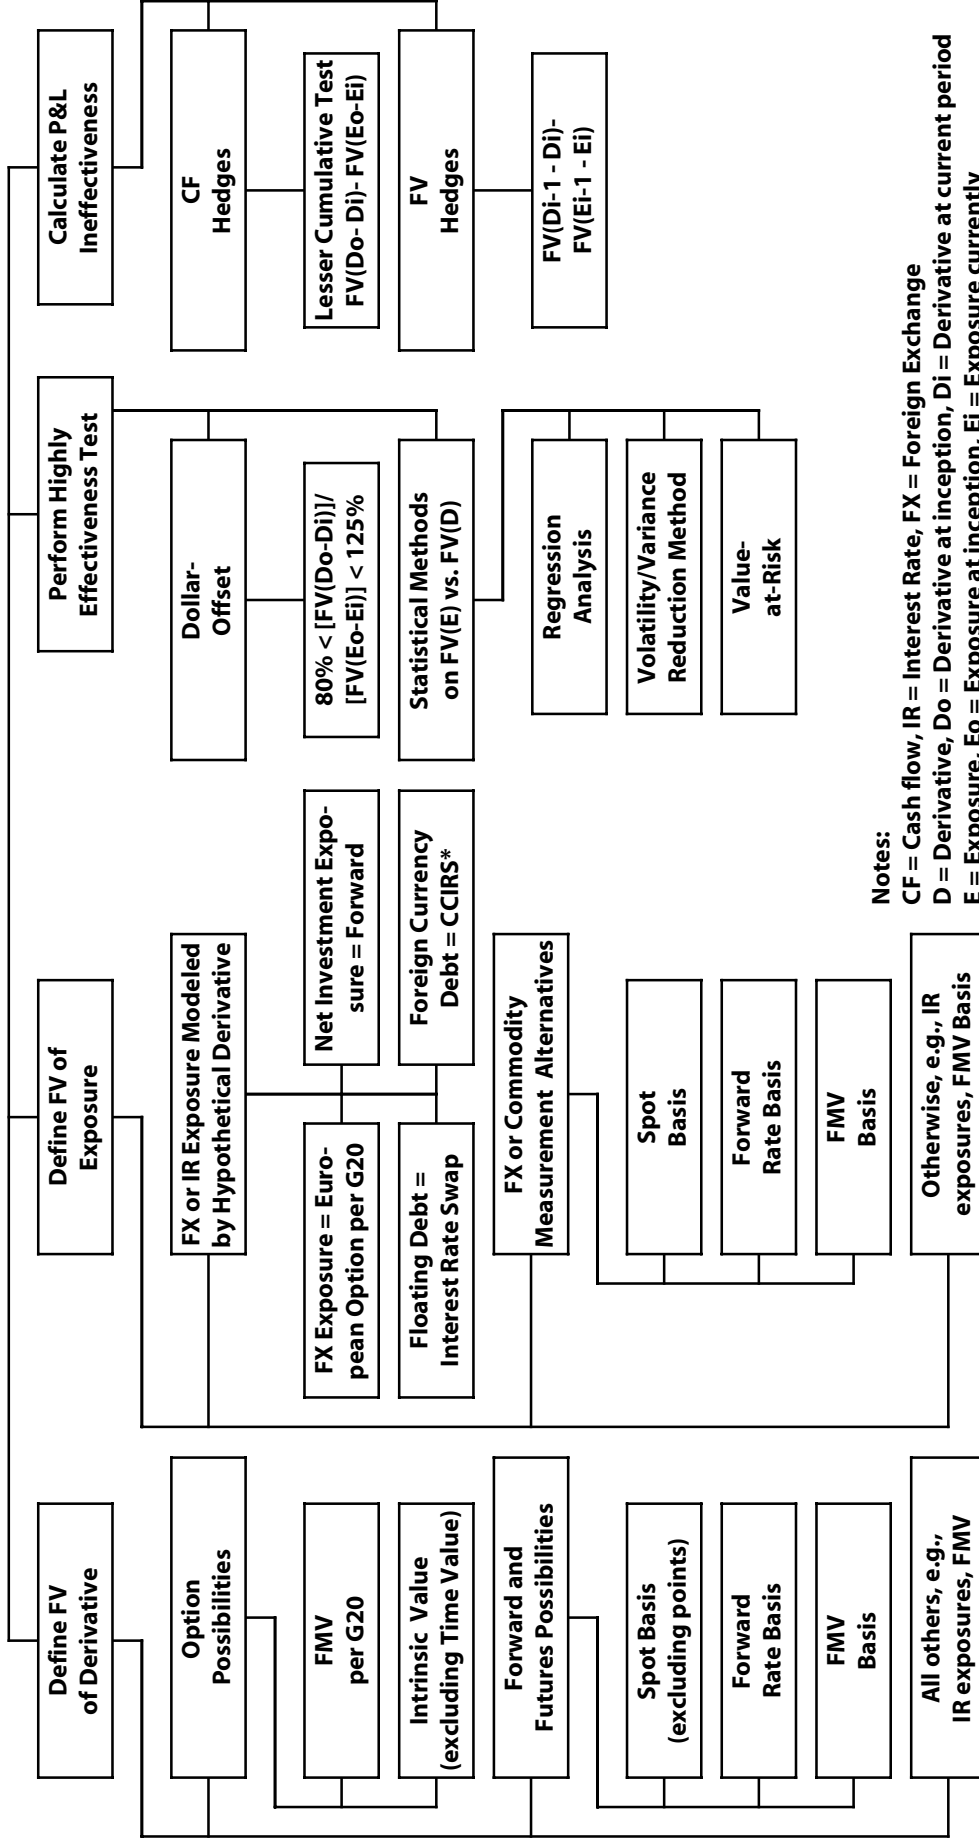 Define FV
of Derivative
Option
Possibilities
FMV
per G20
Intrinsic Value
(excluding Time Value)
Forward and
Futures Possibilities
Spot Basis
(excluding points)
Forward
Rate Basis
FMV
Basis
All others, e.g.,
IR exposures, FMV
Define FV of
Exposure
FX or IR Exposure Modeled
by Hypothetical Derivative
FX Exposure = Euro-
pean Option per G20
Net Investment Expo-
sure = Forward
Floating Debt =
Interest Rate Swap
Foreign Currency
Debt = CCIRS*
FX or Commodity
Measurement Alternatives
Spot
Basis
Forward
Rate Basis
FMV
Basis
Otherwise, e.g., IR
exposures, FMV Basis
Perform Highly
Effectiveness Test
Dollar-
Offset
80% < [FV(Do-Di)]/
[FV(Eo-Ei)] < 125%
Statistical Methods
on FV(E) vs. FV(D)
Regression
Analysis
Volatility/Variance
Reduction Method
Value-
at-Risk
Calculate P&L
Ineffectiveness
CF
Hedges
Lesser Cumulative Test
FV(Do- Di)- FV(Eo-Ei)
FV
Hedges
FV(Di-1 - Di)-
FV(Ei-1 - Ei)
Notes:
CF = Cash flow, IR = Interest Rate, FX = Foreign Exchange
D = Derivative, Do = Derivative at inception, Di = Derivative at current period
E = Exposure, Eo = Exposure at inception, Ei = Exposure currently